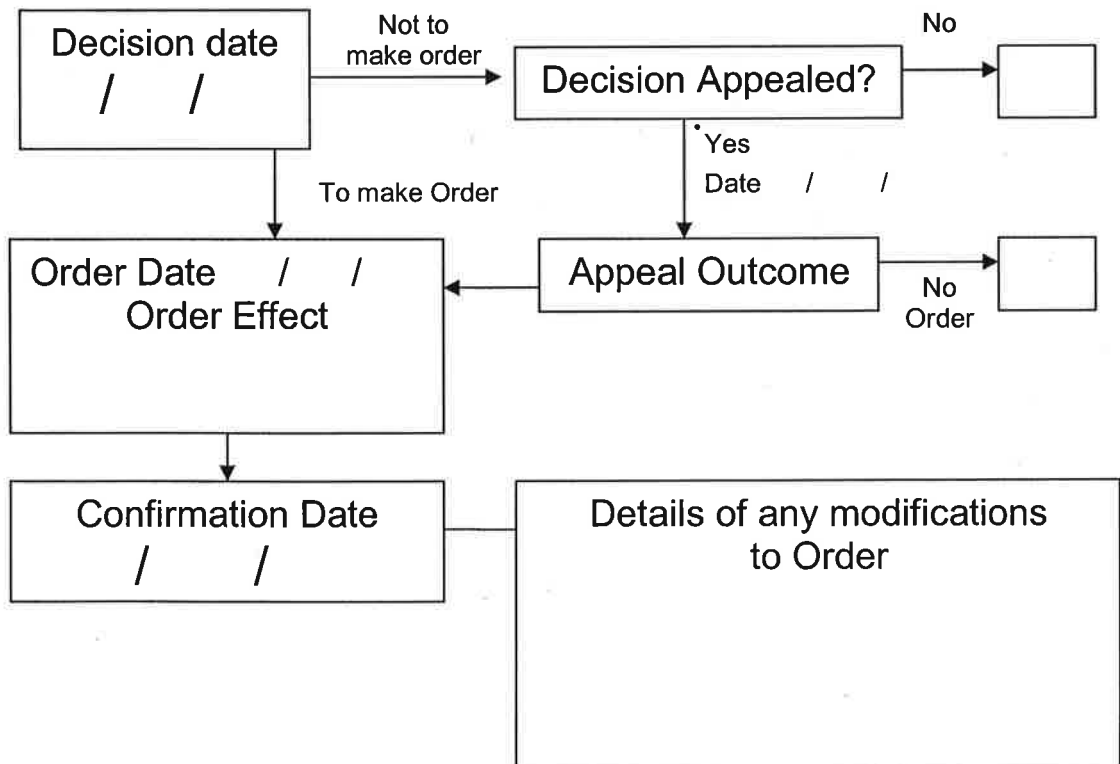 Decision date
/ /
Not to
make order
Decision Appealed?
No
Yes
Date / /
To make Order
Order Date / /
Order Effect
Appeal Outcome
No
Order
Confirmation Date
/ /
Details of any modifications
to Order